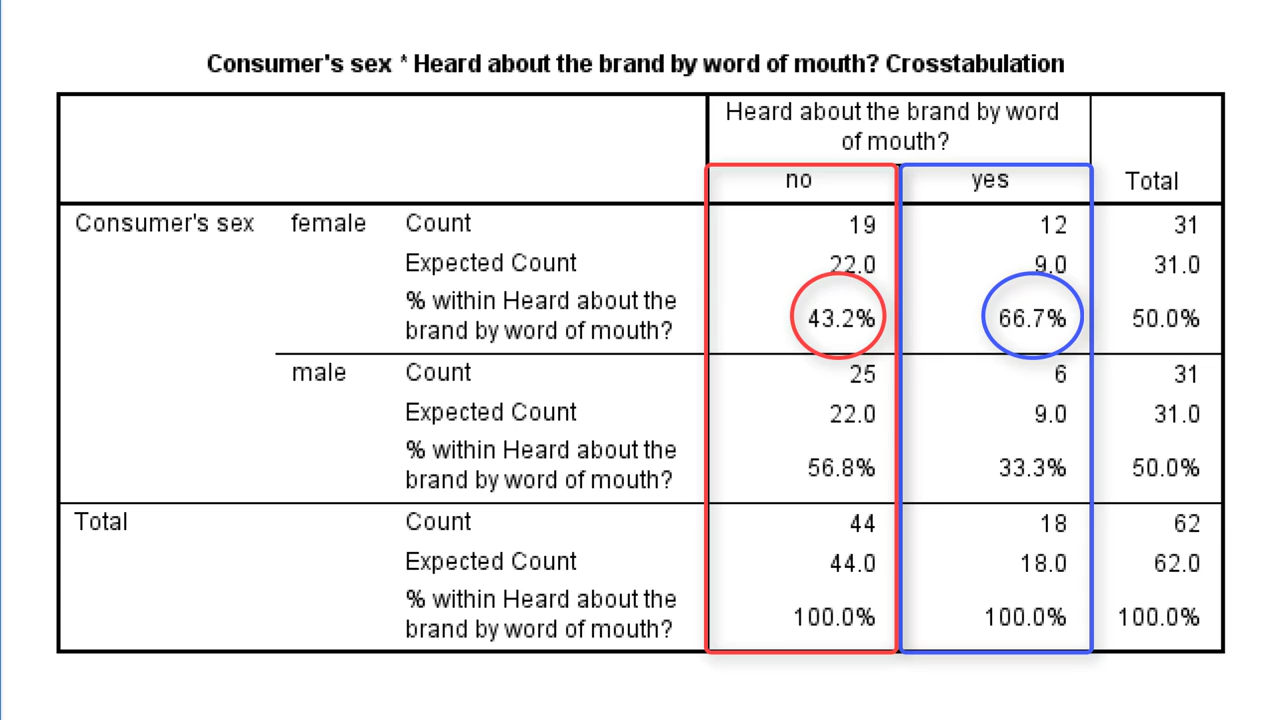 Consumer's sex * Heard about the brand by word of mouth? Crosstabulation
Heard about the brand by word
of mouth?
no yes Total
Consumer's sex female Count 19 12 31
Expected Count 22.0 9.0 31.0
% within Heard about the
brand by word of mouth? 43.2% 66.7% 50.0%
male Count 25 6 31
Expected Count 22.0 9.0 31.0
% within Heard about the
brand by word of mouth? 56.8% 33.3% 50.0%
Total Count 44 18 62
Expected Count 44.0 18.0 62.0
% within Heard about the
brand by word of mouth? 100.0% 100.0% 100.0%